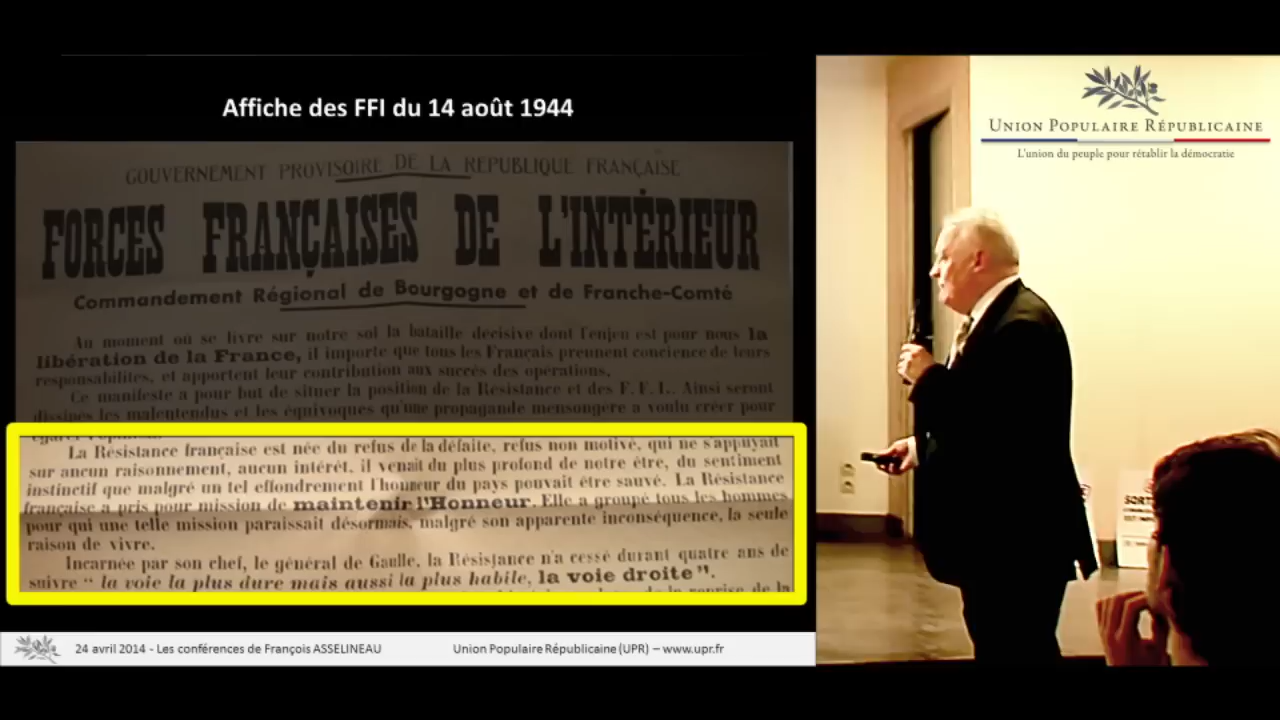 Affiche des FFI du 14 août 1944
GOUVERNEMENT PROVISOIRE DE LA REPUBLIQUE FRANÇAISE
FORCES FRANÇAISES DE L'INTÉRIEUR
Commandement Régional de Bourgogne et de Franche-Comté
Au moment où se livre sur notre sol la bataille décisive dont l'enjeu est pour nous la
libération de la France, il importe que tous les Français prennent concience de leurs
responsabilités, et apportent leur contribution aux succès des opérations,
Ce manifeste a pour but de situer la position de la Résistance et des F. F. I.. Ainsi seront
dissipés les malentendus et les équivoques qu'une propagande mensongère a voulu créer pour
La Résistance française est née du refus de la défaite, refus non motivé, qui ne s'appuyait
sur aucun raisonnement, aucun intérêt, il venait du plus profond de notre être, du sentiment
instinctif que malgré un tel effondrement l'honneur du pays pouvait être sauvé. La Résistance
française a pris pour mission de maintenir l'Honneur. Elle a groupé tous les hommes
pour qui une telle mission paraissait désormais, malgré son apparente inconséquence, la seule
raison de vivre.
Incarnée par son chef, le général de Gaulle, la Résistance n'a cessé durant quatre ans de
suivre " la voie la plus dure mais aussi la plus habile, la voie droite".
reprise de la
24 avril 2014 - Les conférences de François ASSELINEAU
Union Populaire Républicaine (UPR) – www.upr.fr
UNION POPULAIRE RÉPUBLICAINE
L'union du peuple pour rétablir la démocratie